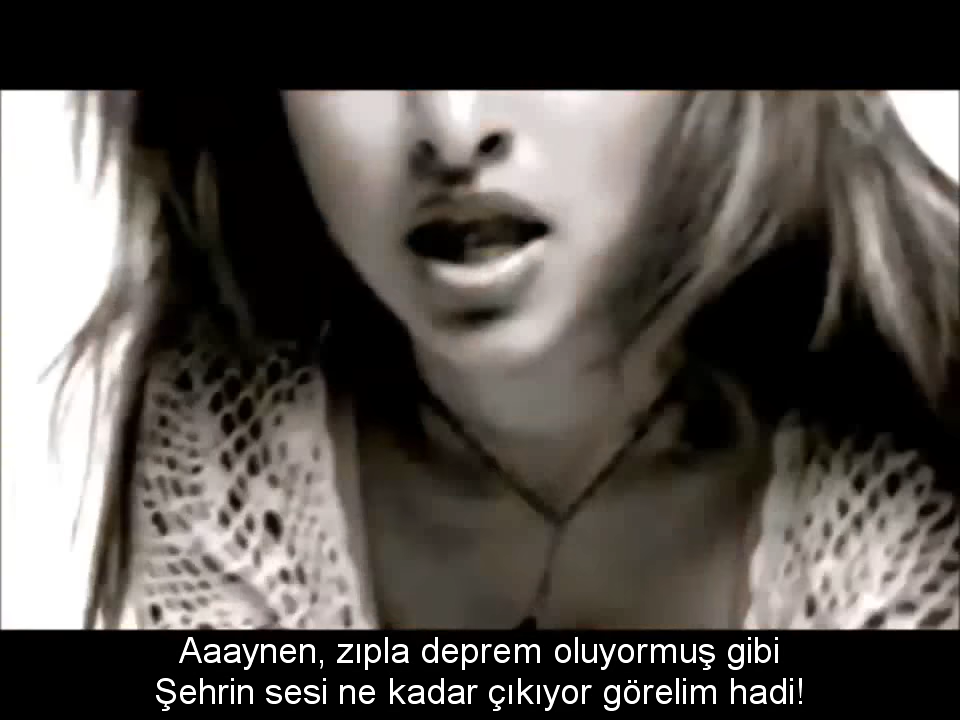 Aaaynen, zıpla deprem oluyormuş gibi
Şehrin sesi ne kadar çıkıyor görelim hadi!